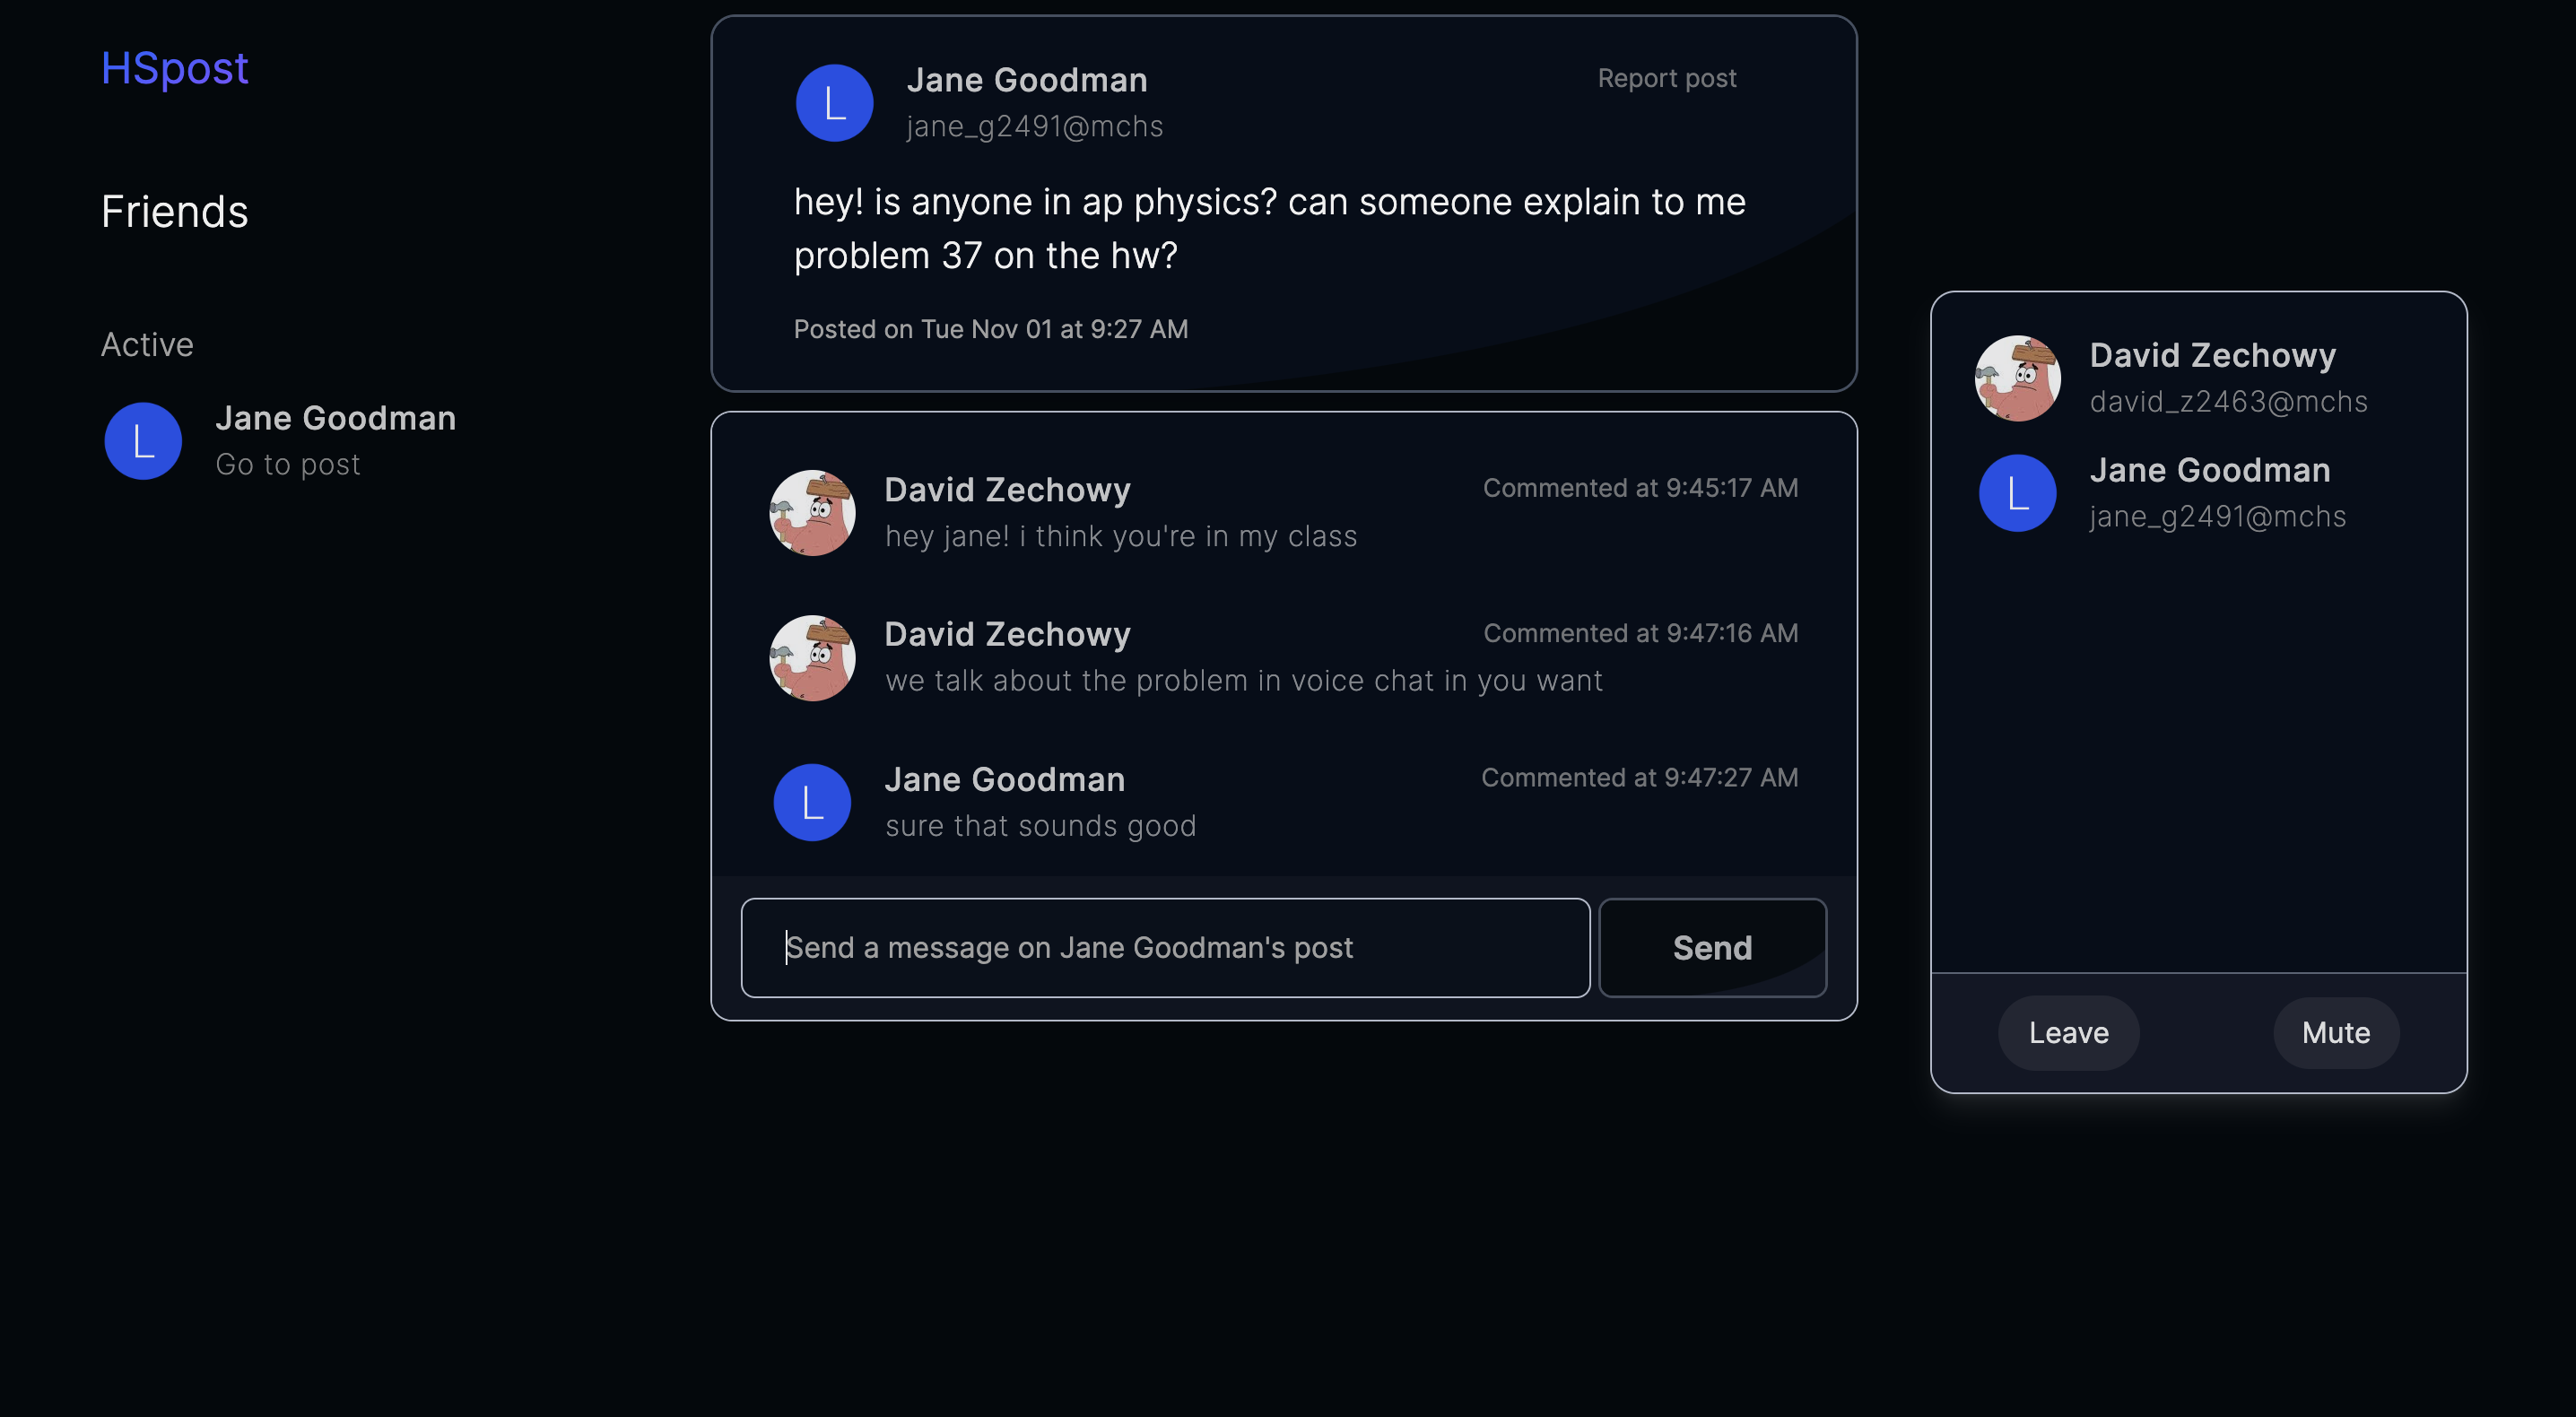 HSpost
Friends
Active
L
Jane Goodman
Go to post
L
Jane Goodman
jane_g2491@mchs
Report post
hey! is anyone in ap physics? can someone explain to me
problem 37 on the hw?
Posted on Tue Nov 01 at 9:27 AM
David Zechowy
Commented at 9:45:17 AM
hey jane! i think you're in my class
David Zechowy
Commented at 9:47:16 AM
we talk about the problem in voice chat in you want
L
Jane Goodman
Commented at 9:47:27 AM
sure that sounds good
Send a message on Jane Goodman's post
Send
David Zechowy
david_z2463@mchs
L
Jane Goodman
jane_g2491@mchs
Leave
Mute